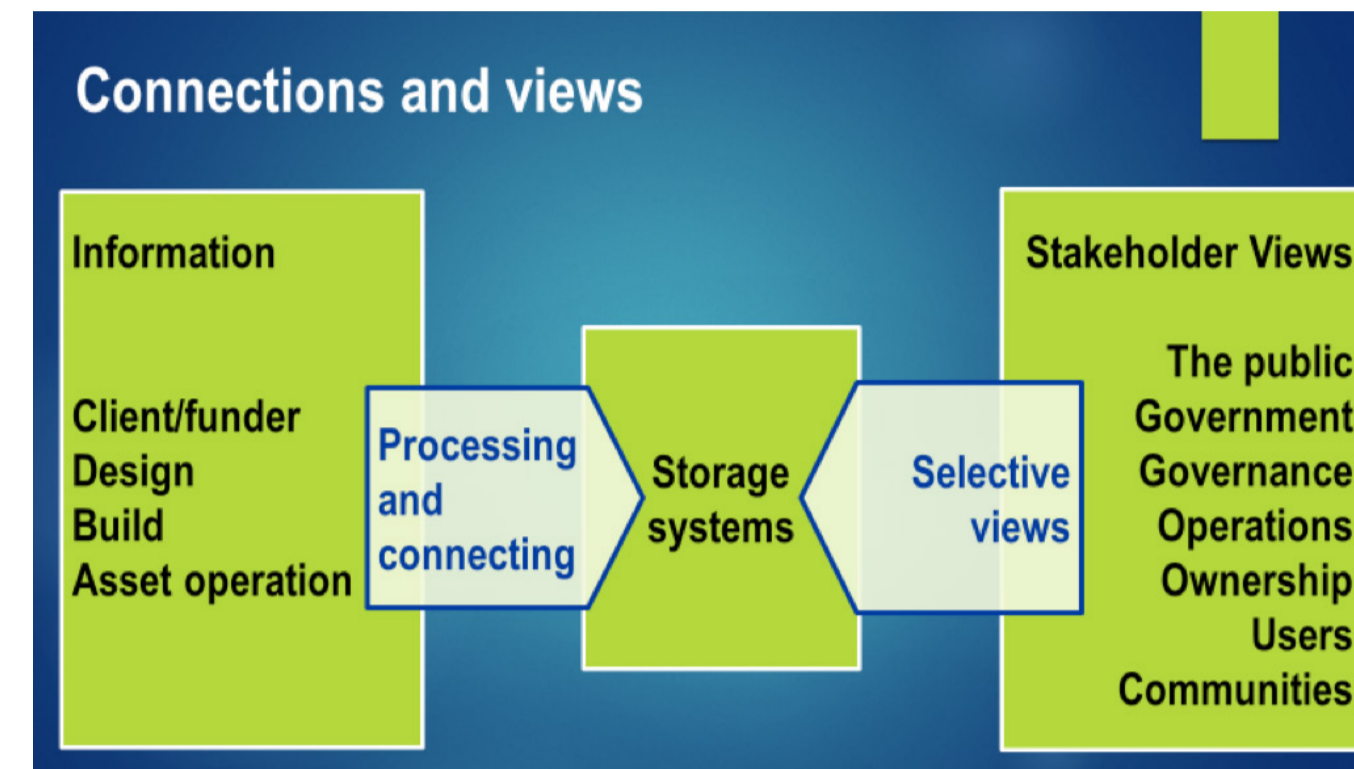 Connections and views
Information
Client/funder
Design
Build
Asset operation
Processing
and
connecting
Storage
systems
Selective
views
Stakeholder Views
The public
Government
Governance
Operations
Ownership
Users
Communities